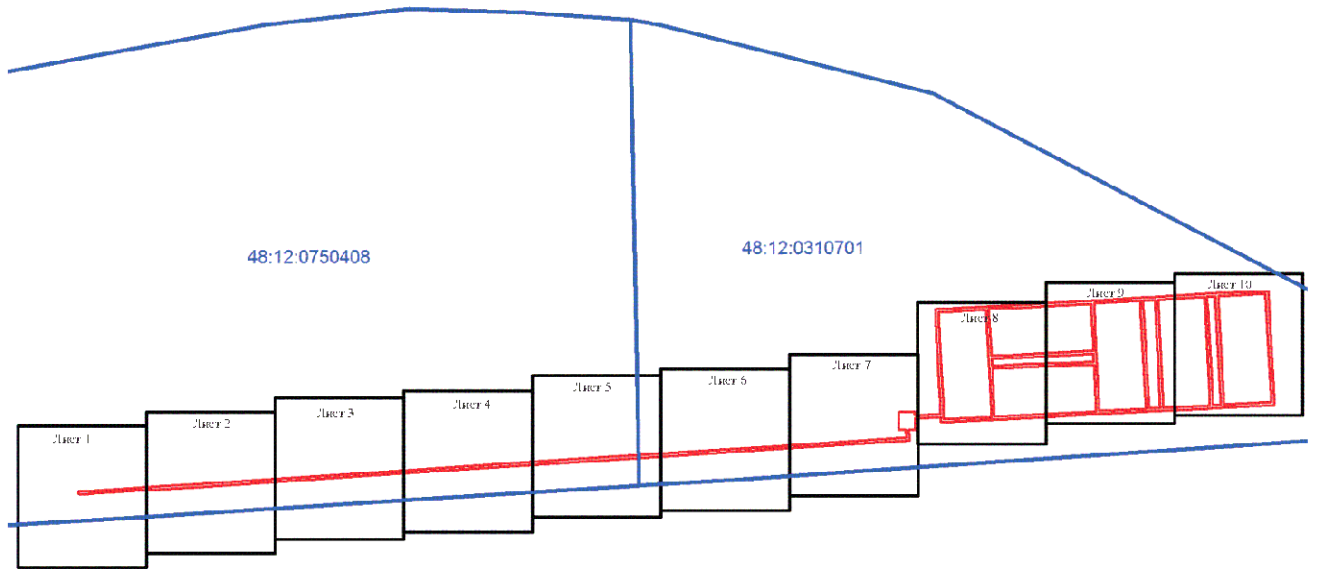 48:12:0750408
48:12:0310701
Лист 1
Лист 2
Лист 3
Лист 4
Лист 5
Лист 6
Лист 7
Лист 8
Лист 9
Лист 10